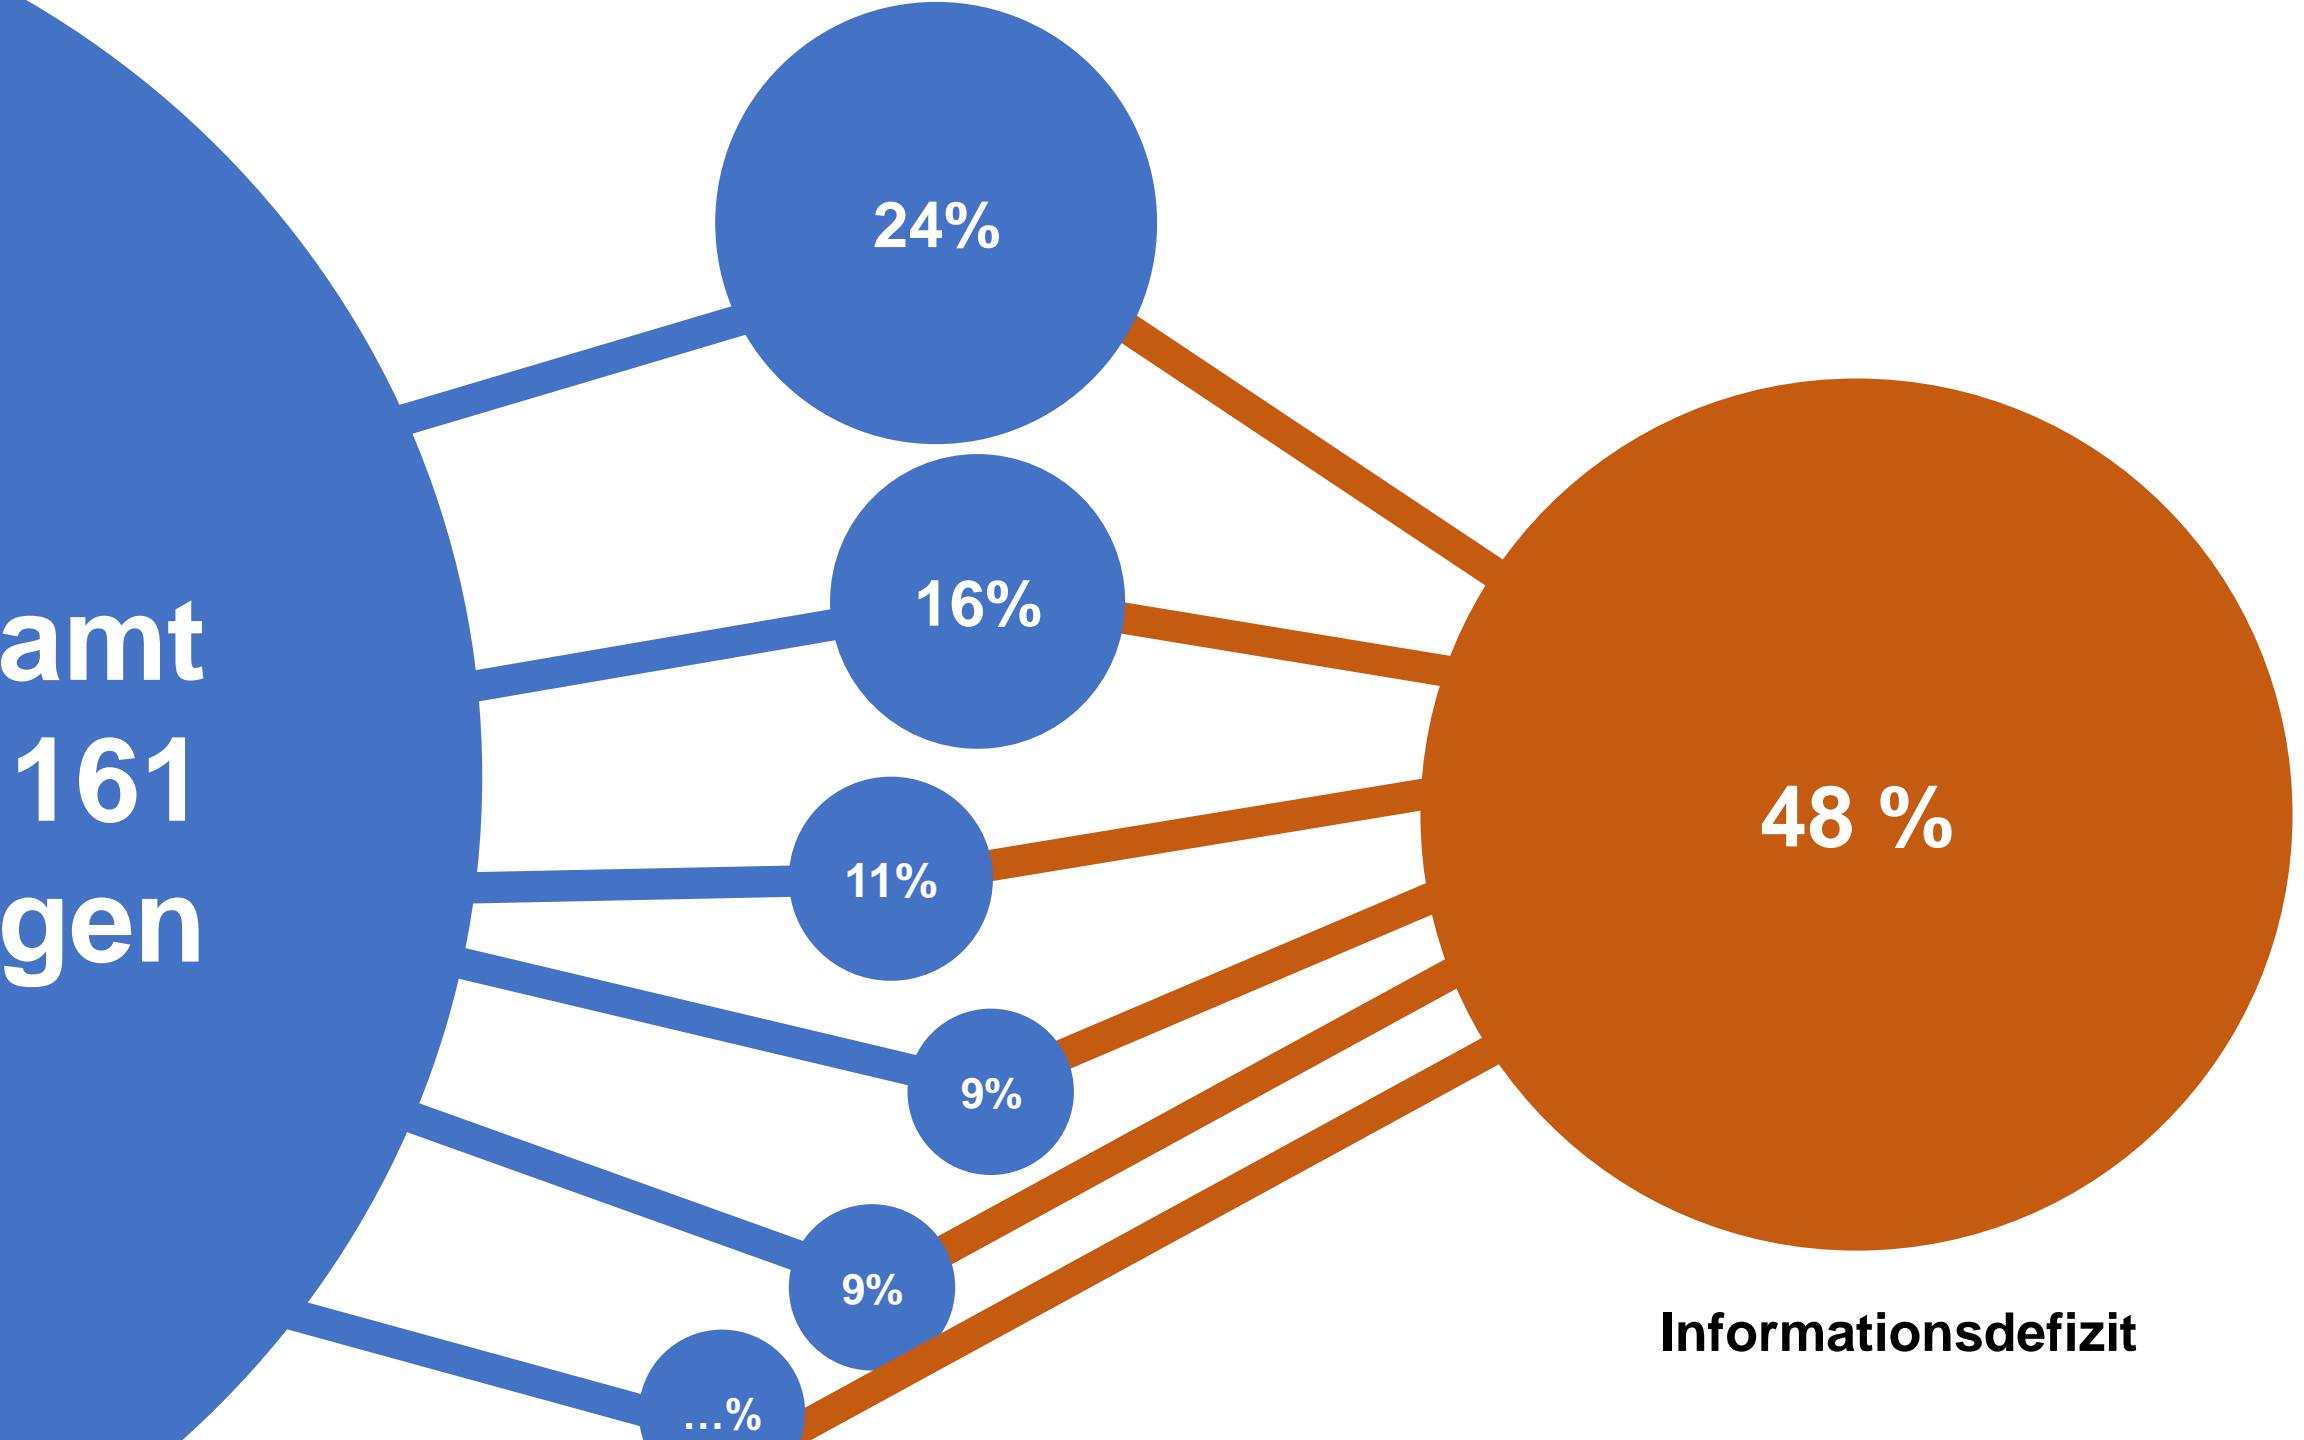 amt
161
gen
24%
16%
11%
9%
9%
...%
48 %
Informationsdefizit